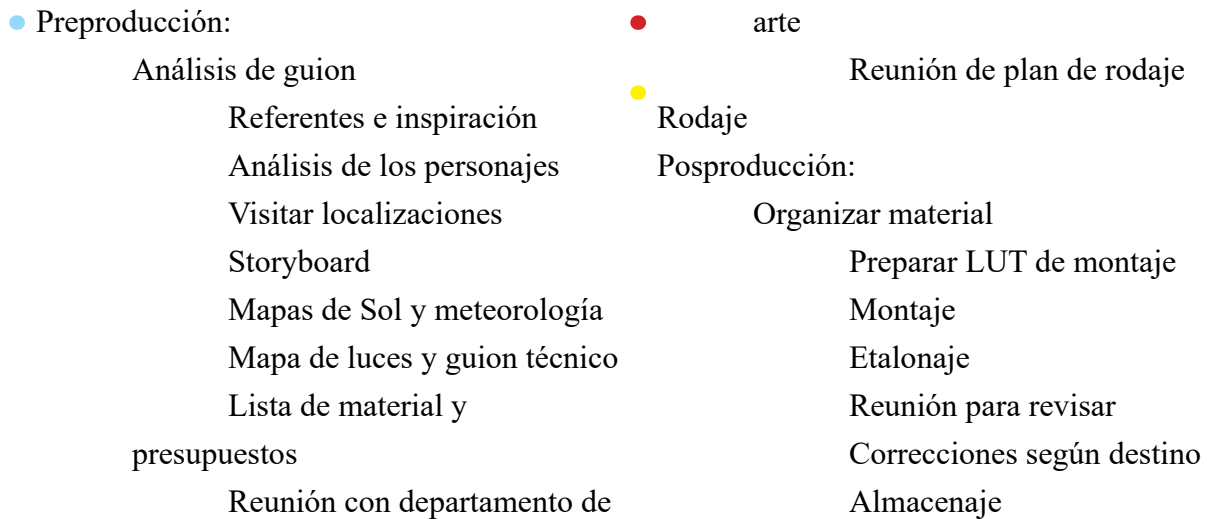 Preproducción:
Análisis de guion
Referentes e inspiración
Análisis de los personajes
Visitar localizaciones
Storyboard
Mapas de Sol y meteorología
Mapa de luces y guion técnico
Lista de material y
presupuestos
Reunión con departamento de
arte
Reunión de plan de rodaje
Rodaje
Posproducción:
Organizar material
Preparar LUT de montaje
Montaje
Etalonaje
Reunión para revisar
Correcciones según destino
Almacenaje